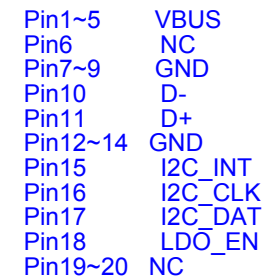 Pin1~5 VBUS
Pin6 NC
Pin7~9 GND
Pin10 D-
Pin11 D+
Pin12~14 GND
Pin15 I2C_INT
Pin16 I2C_CLK
Pin17 I2C_DAT
Pin18 LDO_EN
Pin19~20 NC